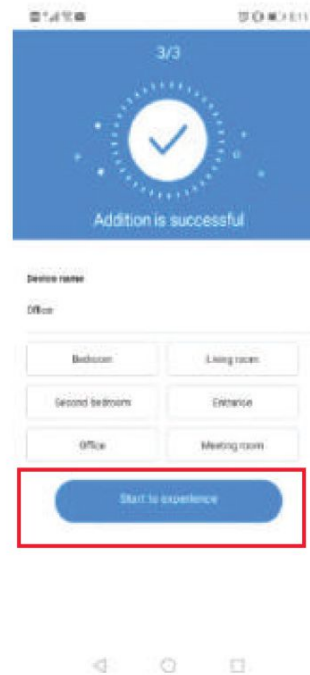 3/3
Addition is successful
Device name
Office
Bedroom Living room
Second bedroom Entrance
Office Meeting room
Start to experience